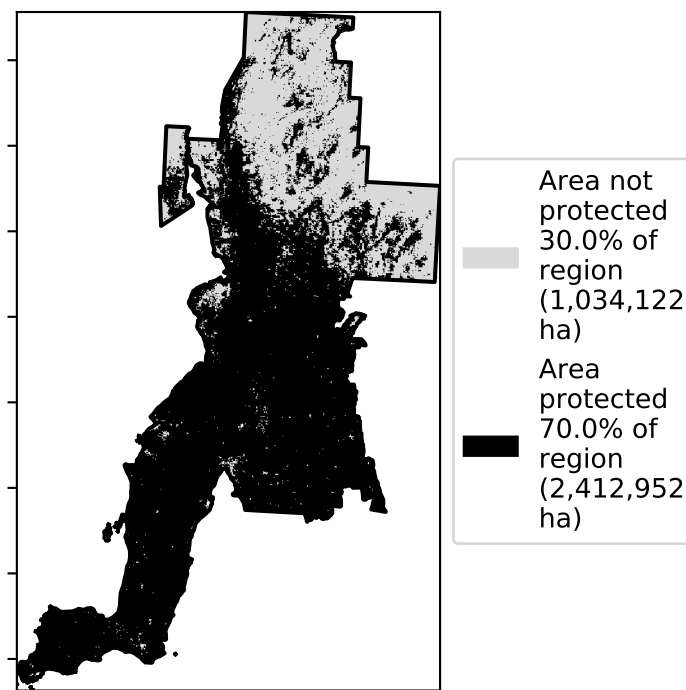 Area not
protected
30.0% of
region
(1,034,122
ha)
Area
protected
70.0% of
region
(2,412,952
ha)